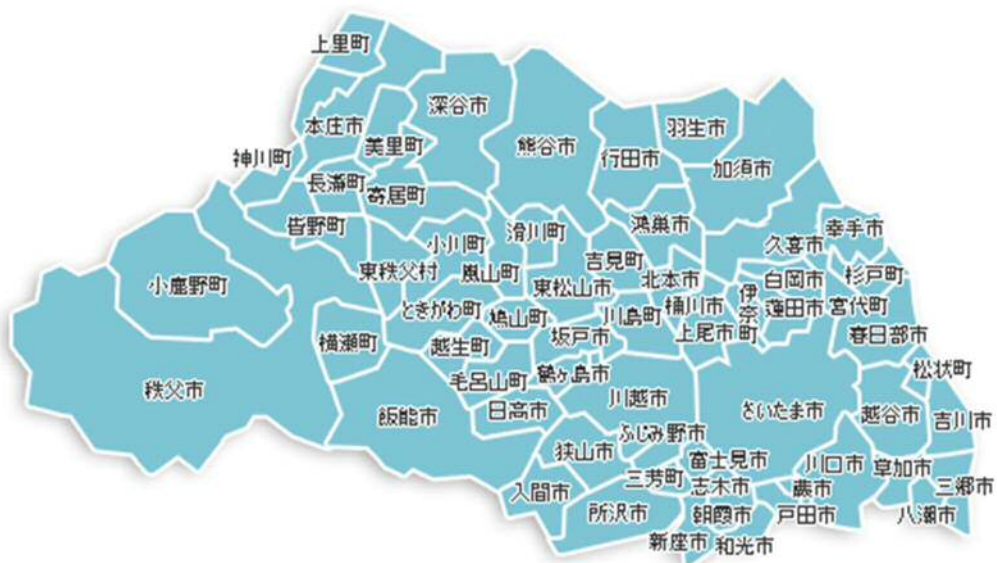 上里町
本庄市
深谷市
羽生市
神川町
美里町
熊谷市
行田市
加須市
長瀞町
寄居町
皆野町
小川町
滑川町
鴻巣市
幸手市
久喜市
小鹿野町
東秩父村
嵐山町
吉見町
北本市
白岡市
杉戸町
東松山市
伊奈町
ときがわ町
鳩山町
川島町
桶川市
蓮田市
宮代町
横瀬町
越生町
坂戸市
上尾市
春日部市
毛呂山町
鶴ヶ島市
松状町
秩父市
飯能市
日高市
川越市
さいたま市
越谷市
吉川市
狭山市
ふじみ野市
富士見市
川口市
草加市
入間市
三芳町
志木市
蕨市
三郷市
所沢市
朝霞市
戸田市
八潮市
新座市
和光市